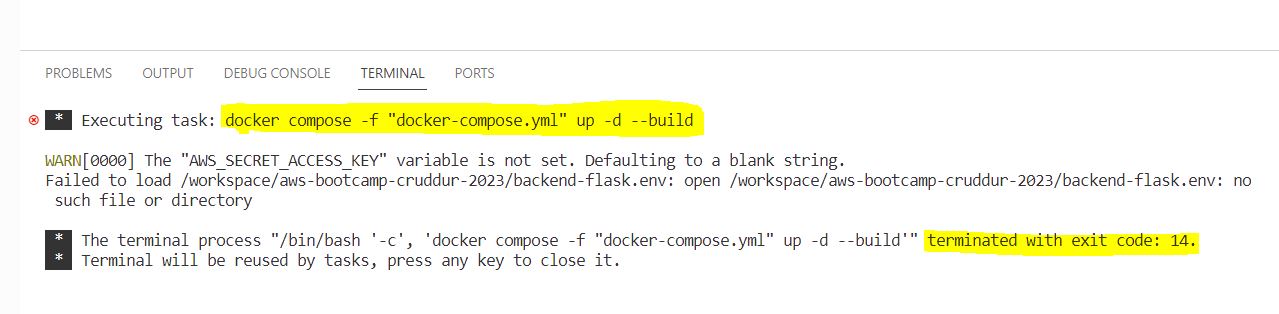 PROBLEMS OUTPUT DEBUG CONSOLE TERMINAL PORTS
* Executing task: docker compose -f "docker-compose.yml" up -d --build
WARN[0000] The "AWS_SECRET_ACCESS_KEY" variable is not set. Defaulting to a blank string.
Failed to load /workspace/aws-bootcamp-cruddur-2023/backend-flask.env: open /workspace/aws-bootcamp-cruddur-2023/backend-flask.env: no
such file or directory
* The terminal process "/bin/bash '-c', 'docker compose -f "docker-compose.yml" up -d --build'" terminated with exit code: 14.
* Terminal will be reused by tasks, press any key to close it.